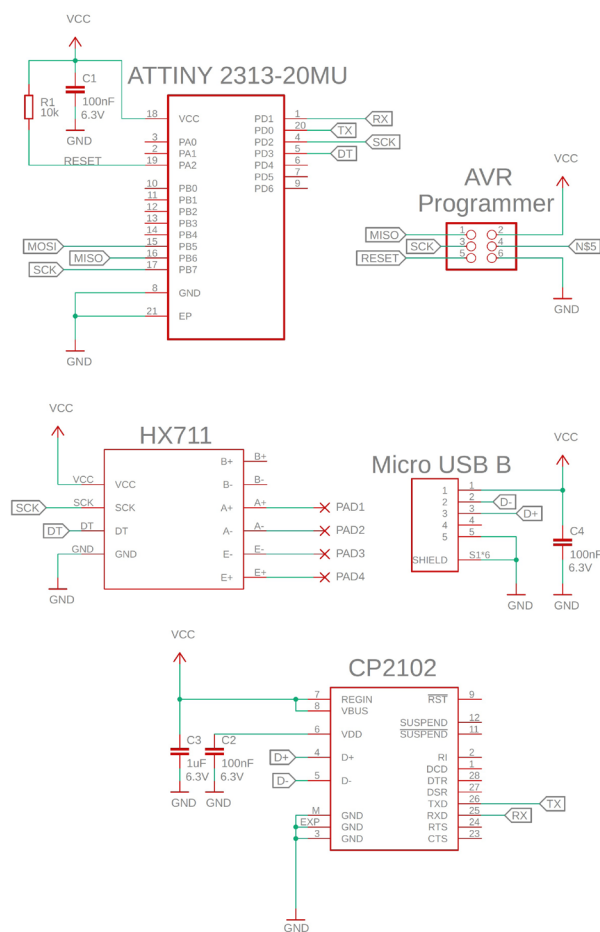 VCC
ATTINY 2313-20MU
R1
10k
C1
100nF
6.3V
GND
RESET
18 VCC PD1 1 RX
PD0 20 TX
3 PA0 PD2 4 SCK
2 PA1 PD3 5 DT
19 PA2 PD4 6
PD5 7
10 PB0 PD6 9
11 PB1
12 PB2
13 PB3
14 PB4
MOSI 15 PB5
MISO 16 PB6
SCK 17 PB7
8 GND
21 EP
GND
VCC
AVR
Programmer
MISO 1 2
SCK 3 4 N$5
RESET 5 6
GND
VCC
HX711
B+ B+
VCC VCC B- B-
SCK SCK SCK A+ A+ PAD1
DT DT DT A- A- PAD2
GND GND E- E- PAD3
E+ E+ PAD4
GND
VCC
Micro USB B
1 1
2 2 D-
3 3 D+
4 4
5 5
SHIELD S1*6
C4
100nF
6.3V
GND
GND
VCC
CP2102
7 REGIN RST 9
8 VBUS
SUSPEND 12
6 VDD SUSPEND 11
C3
1uF
6.3V
C2
100nF
6.3V
GND
GND
D+ 4 D+ RI 2
DCD 1
D- 5 D- DTR 28
DSR 27
TXD 26 TX
M GND RXD 25 RX
EXP GND RTS 24
3 GND CTS 23
GND